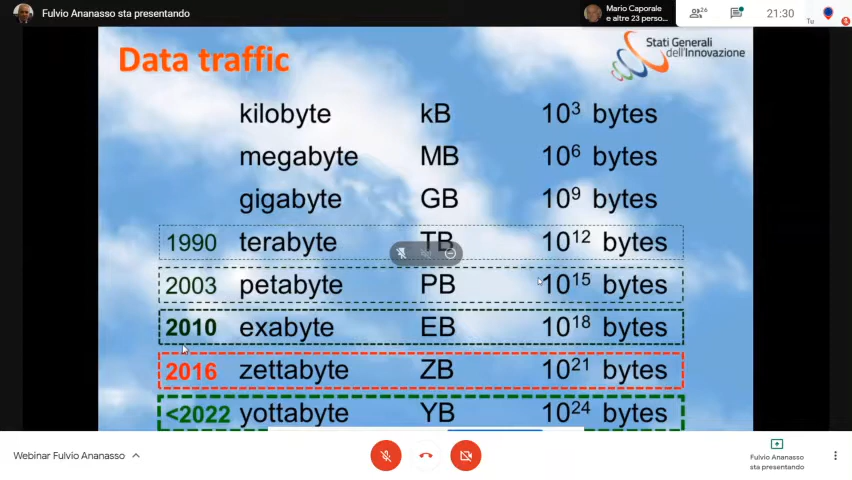 Fulvio Ananasso sta presentando
Mario Caporale
e altre 23 perso...
26
21:30
Tu
Data traffic
Stati Generali
dell'Innovazione
kilobyte kB 10³ bytes
megabyte MB 10⁶ bytes
gigabyte GB 10⁹ bytes
1990 terabyte TB 10¹² bytes
2003 petabyte PB 10¹⁵ bytes
2010 exabyte EB 10¹⁸ bytes
2016 zettabyte ZB 10²¹ bytes
<2022 yottabyte YB 10²⁴ bytes
Webinar Fulvio Ananasso
Fulvio Ananasso
sta presentando